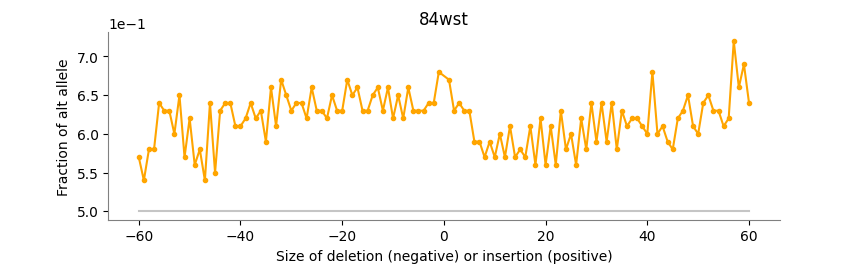 84wst
1e−1
Fraction of alt allele
7.0
6.5
6.0
5.5
5.0
−60 −40 −20 0 20 40 60
Size of deletion (negative) or insertion (positive)